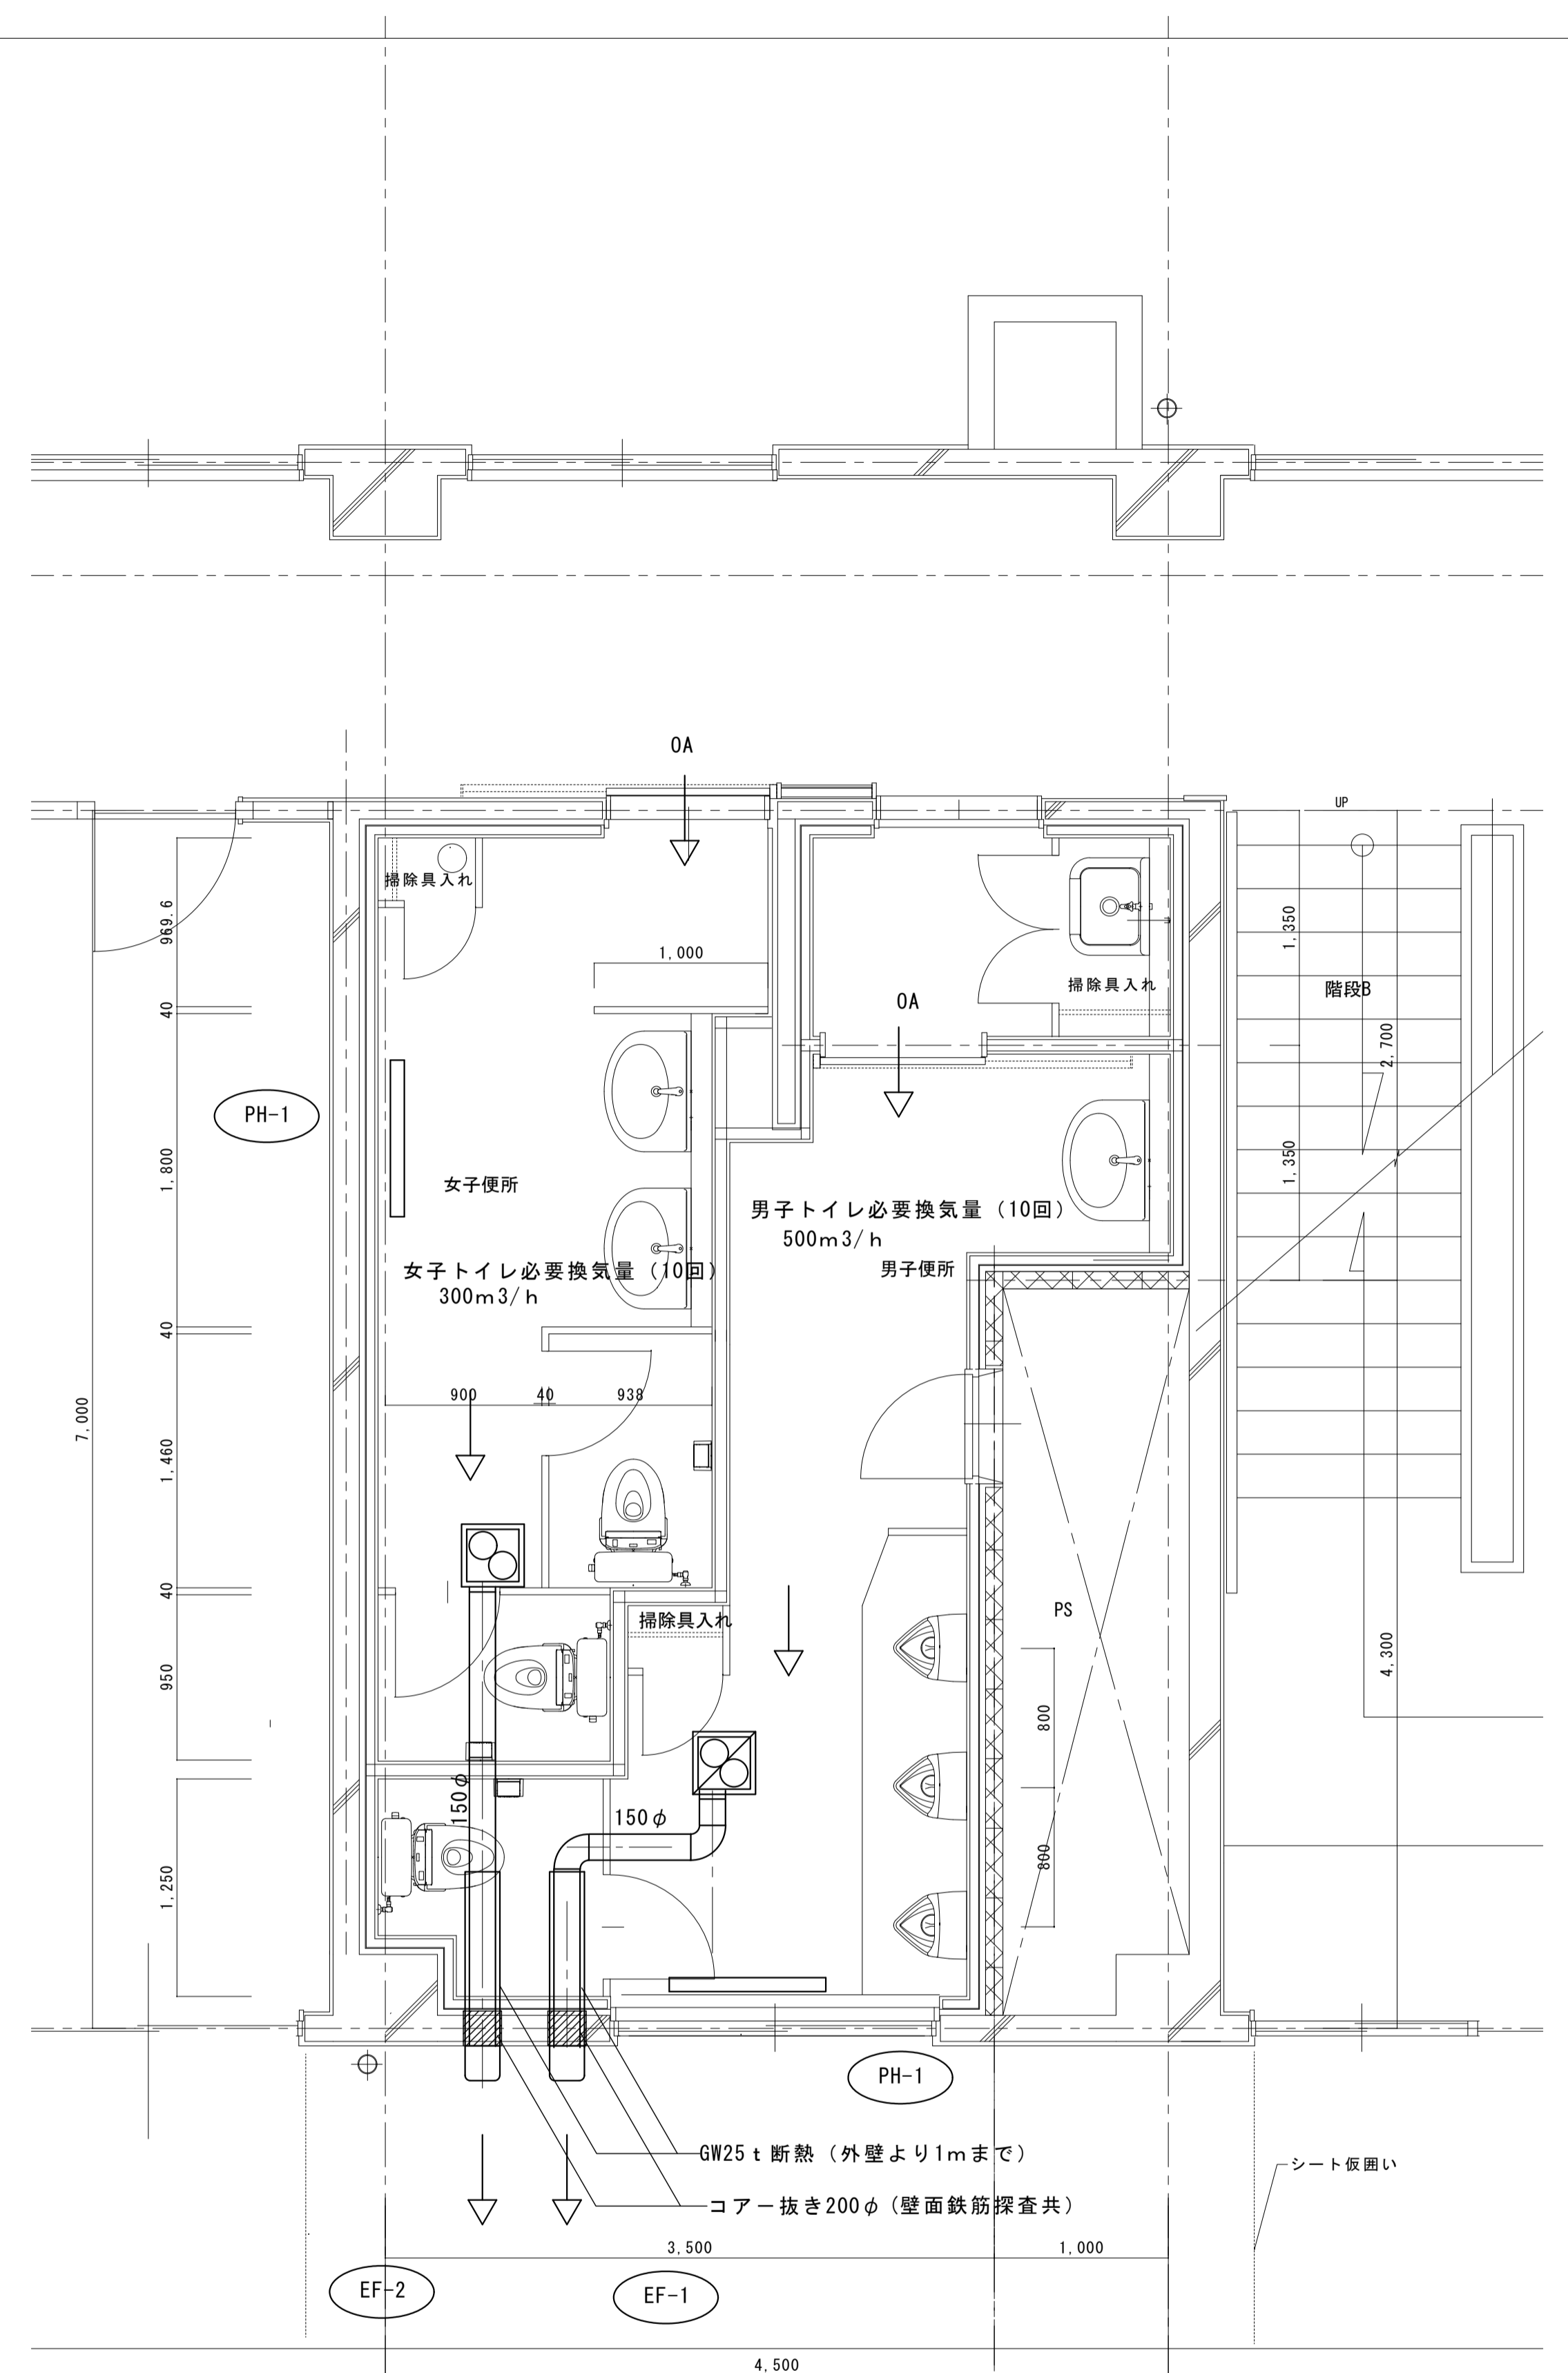 OA
UP
掃除具入れ
969.6
1,350
1,000
掃除具入れ
階段B
OA
40
2,700
PH-1
1,800
女子便所
1,350
男子トイレ必要換気量（10回）
500m3/h
男子便所
女子トイレ必要換気量（10回）
300m3/h
40
900
40
938
7,000
1,460
40
掃除具入れ
PS
950
4,300
800
150φ
150φ
800
1,250
PH-1
GW25t断熱（外壁より1mまで）
シート仮囲い
コアー抜き200φ(壁面鉄筋探査共)
3,500
1,000
EF-2
EF-1
4,500